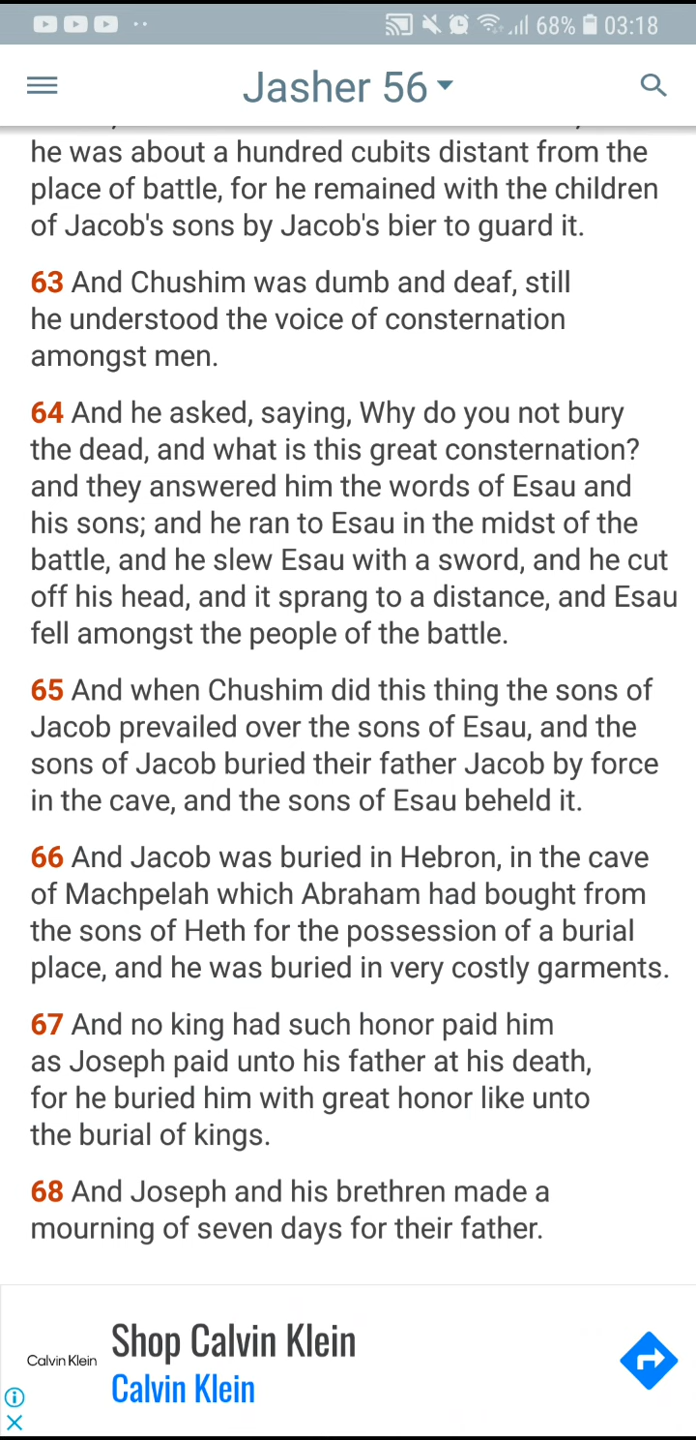 68% 03:18
Jasher 56
he was about a hundred cubits distant from the
place of battle, for he remained with the children
of Jacob's sons by Jacob's bier to guard it.
63 And Chushim was dumb and deaf, still
he understood the voice of consternation
amongst men.
64 And he asked, saying, Why do you not bury
the dead, and what is this great consternation?
and they answered him the words of Esau and
his sons; and he ran to Esau in the midst of the
battle, and he slew Esau with a sword, and he cut
off his head, and it sprang to a distance, and Esau
fell amongst the people of the battle.
65 And when Chushim did this thing the sons of
Jacob prevailed over the sons of Esau, and the
sons of Jacob buried their father Jacob by force
in the cave, and the sons of Esau beheld it.
66 And Jacob was buried in Hebron, in the cave
of Machpelah which Abraham had bought from
the sons of Heth for the possession of a burial
place, and he was buried in very costly garments.
67 And no king had such honor paid him
as Joseph paid unto his father at his death,
for he buried him with great honor like unto
the burial of kings.
68 And Joseph and his brethren made a
mourning of seven days for their father.
Shop Calvin Klein
Calvin Klein
Calvin Klein